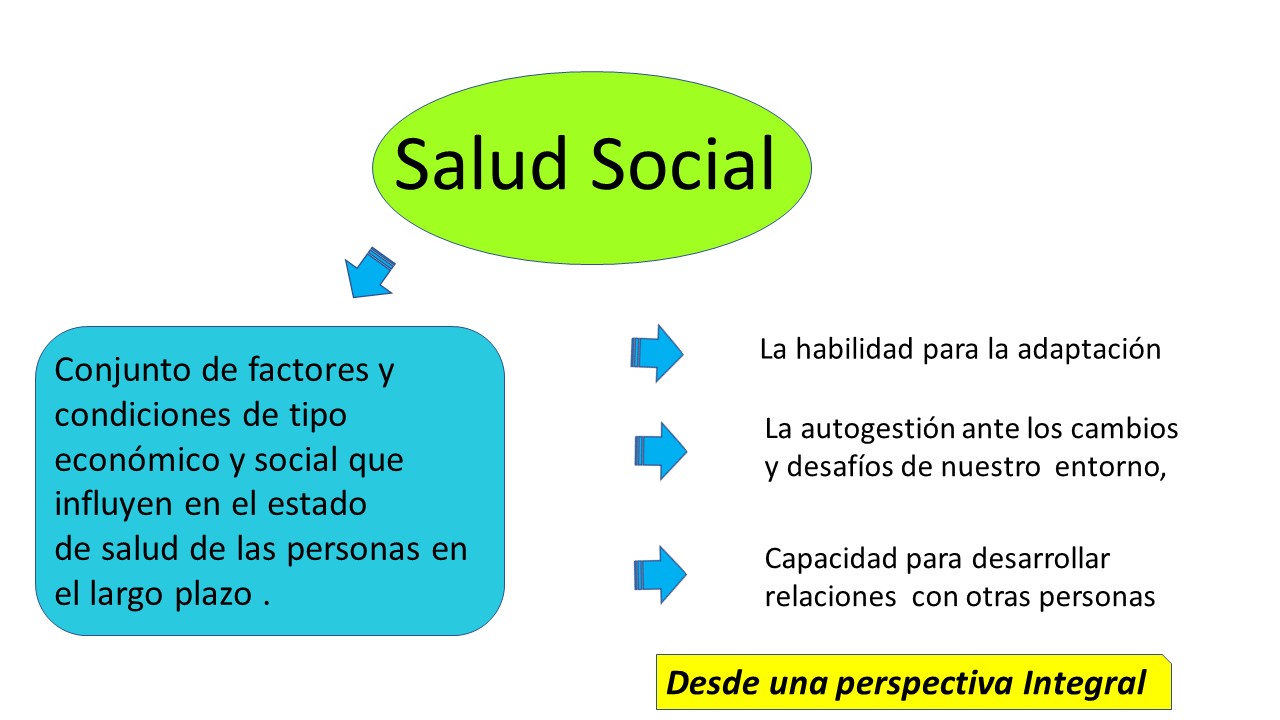 Salud Social
Conjunto de factores y
condiciones de tipo
económico y social que
influyen en el estado
de salud de las personas en
el largo plazo .
La habilidad para la adaptación
La autogestión ante los cambios
y desafíos de nuestro  entorno,
Capacidad para desarrollar
relaciones  con otras personas
Desde una perspectiva Integral